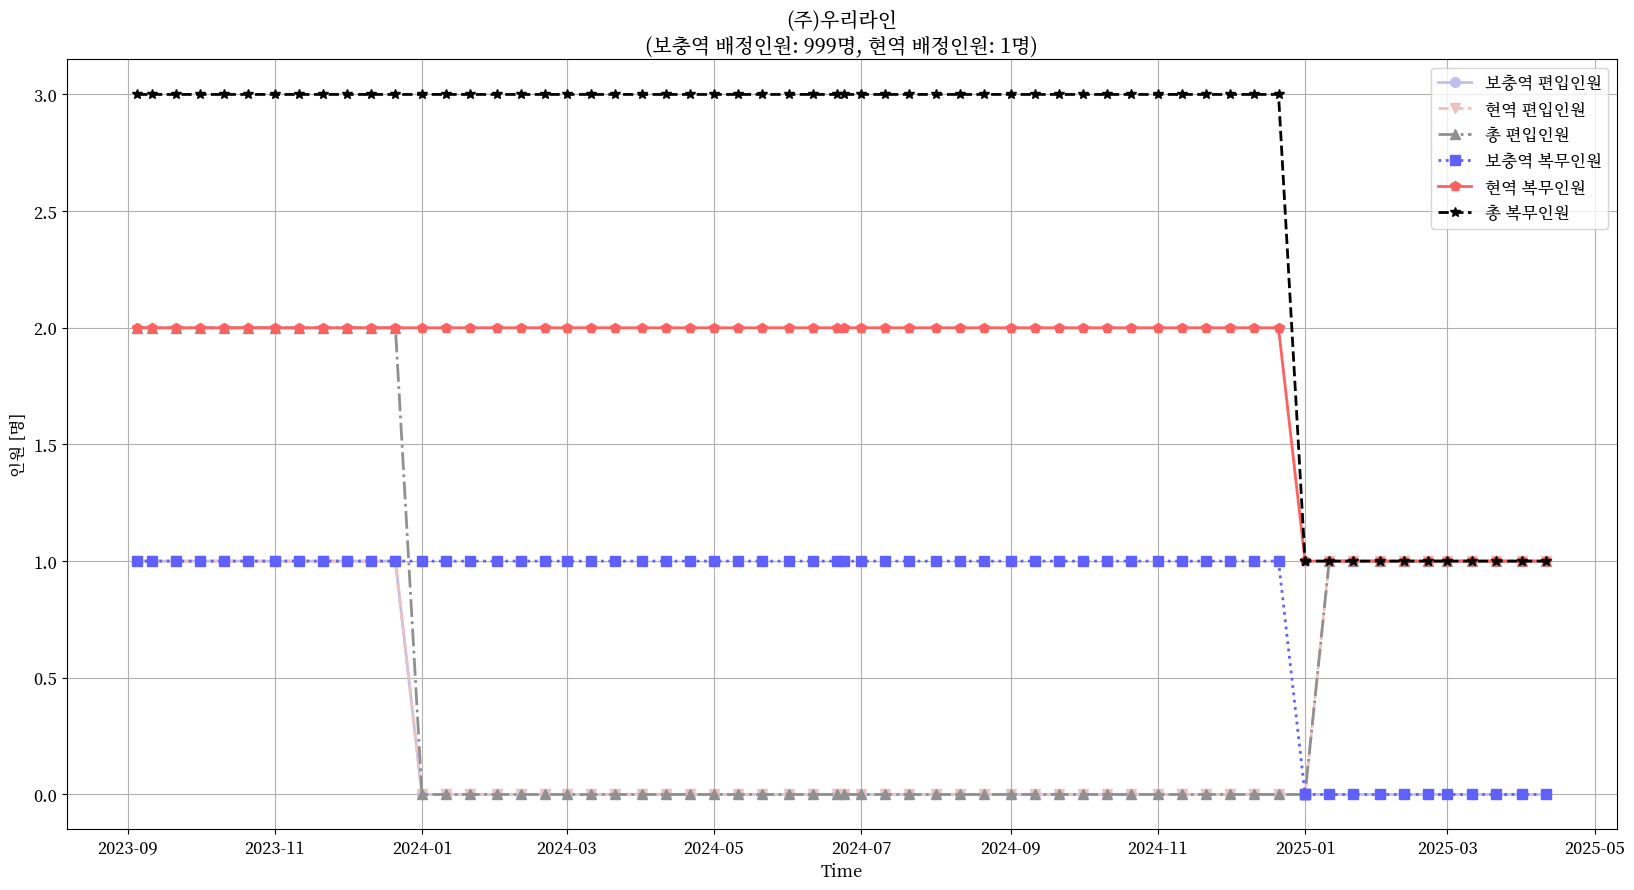 (주)우리라인
(보충역 배정인원: 999명, 현역 배정인원: 1명)
보충역 편입인원
현역 편입인원
총 편입인원
보충역 복무인원
현역 복무인원
총 복무인원
3.0
2.5
2.0
1.5
1.0
0.5
0.0
인원 [명]
2023-09 2023-11 2024-01 2024-03 2024-05 2024-07 2024-09 2024-11 2025-01 2025-03 2025-05
Time